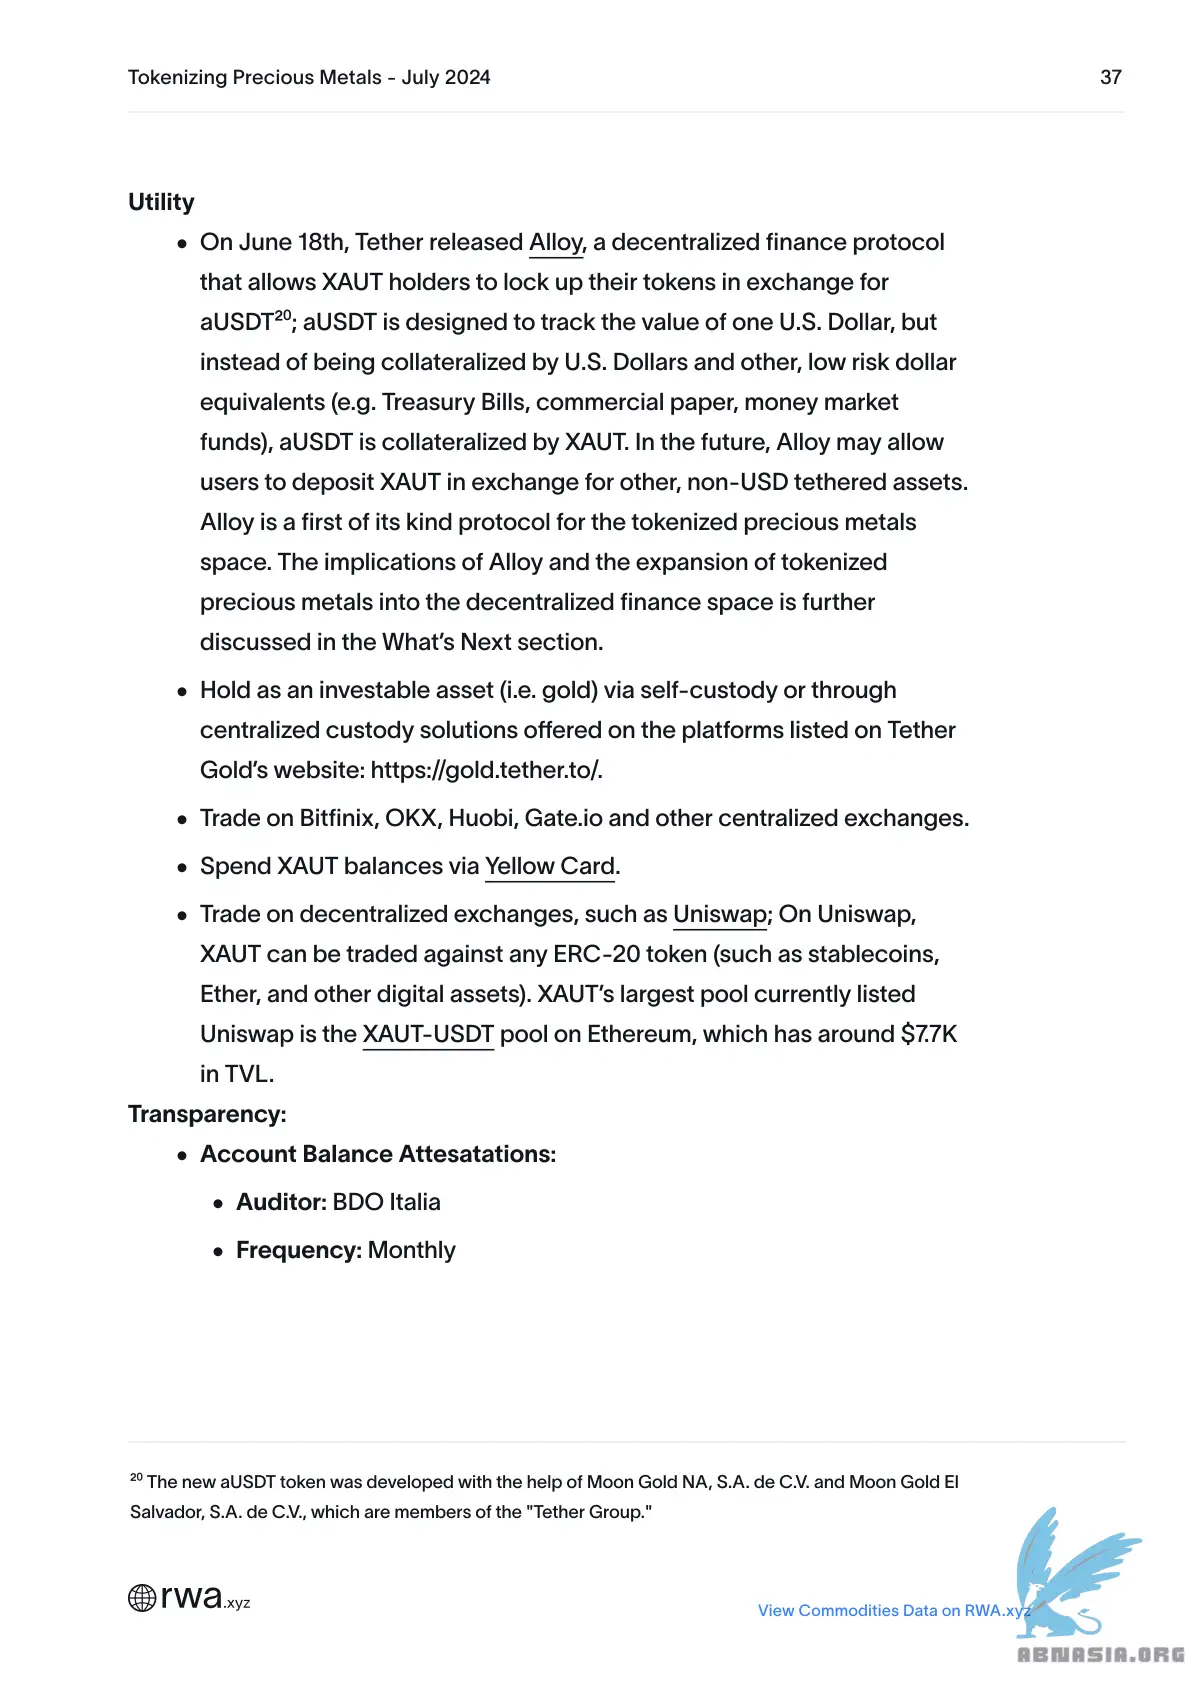 Tokenizing Precious Metals - July 2024 37
Utility
• On June 18th, Tether released Alloy, a decentralized finance protocol
that allows XAUT holders to lock up their tokens in exchange for
aUSDT20; aUSDT is designed to track the value of one U.S. Dollar, but
instead of being collateralized by U.S. Dollars and other, low risk dollar
equivalents (e.g. Treasury Bills, commercial paper, money market
funds), aUSDT is collateralized by XAUT. In the future, Alloy may allow
users to deposit XAUT in exchange for other, non-USD tethered assets.
Alloy is a first of its kind protocol for the tokenized precious metals
space. The implications of Alloy and the expansion of tokenized
precious metals into the decentralized finance space is further
discussed in the What's Next section.
• Hold as an investable asset (i.e. gold) via self-custody or through
centralized custody solutions offered on the platforms listed on Tether
Gold's website: https://gold.tether.to/.
• Trade on Bitfinix, OKX, Huobi, Gate.io and other centralized exchanges.
• Spend XAUT balances via Yellow Card.
• Trade on decentralized exchanges, such as Uniswap; On Uniswap,
XAUT can be traded against any ERC-20 token (such as stablecoins,
Ether, and other digital assets). XAUT's largest pool currently listed
Uniswap is the XAUT-USDT pool on Ethereum, which has around $7.7K
in TVL.
Transparency:
• Account Balance Attesatations:
• Auditor: BDO Italia
• Frequency: Monthly
20 The new aUSDT token was developed with the help of Moon Gold NA, S.A. de C.V. and Moon Gold El
Salvador, S.A. de C.V., which are members of the "Tether Group."
rwa.xyz
View Commodities Data on RWA.xyz
ABNASIA.ORG